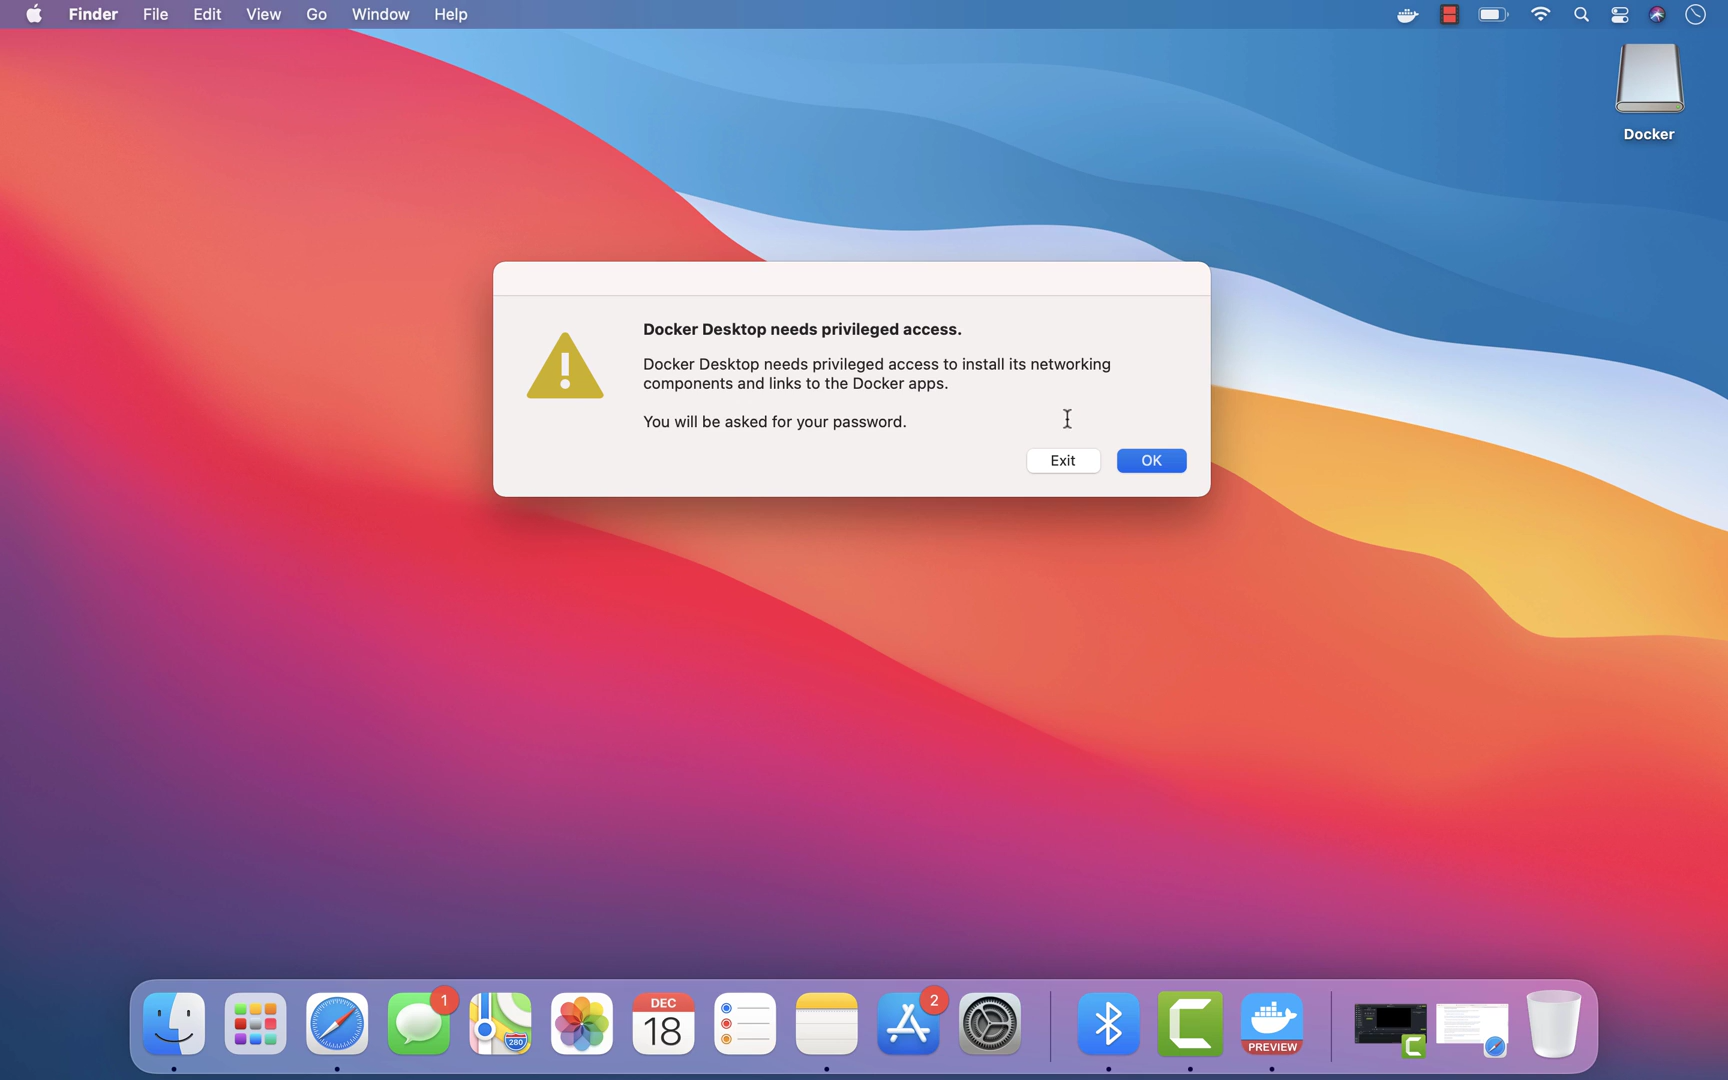 Finder File Edit View Go Window Help
Docker
Docker Desktop needs privileged access.
Docker Desktop needs privileged access to install its networking
components and links to the Docker apps.
You will be asked for your password.
Exit OK
1
280
DEC
18
2
PREVIEW